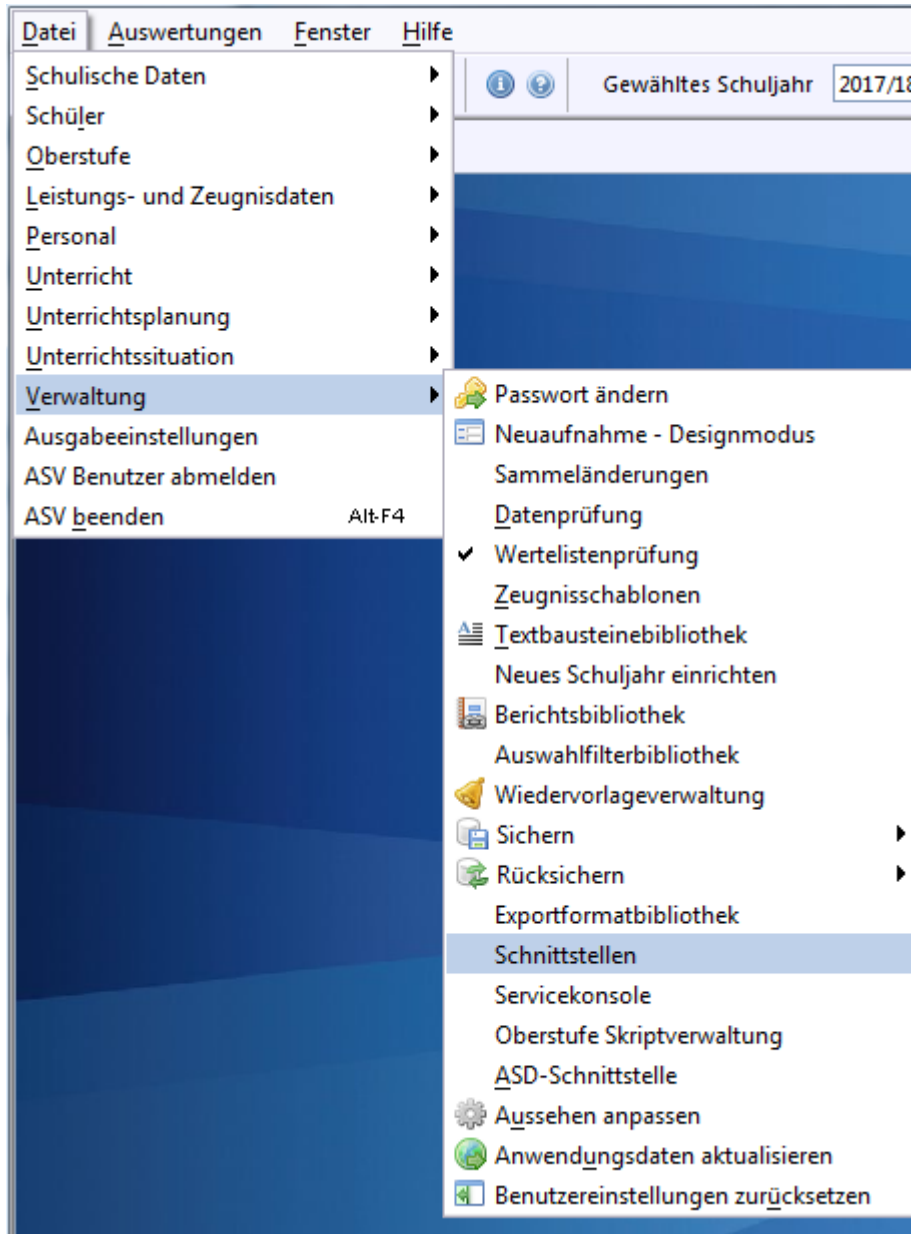 Datei Auswertungen Fenster Hilfe
Gewähltes Schuljahr 2017/18
Schulische Daten
Schüler
Oberstufe
Leistungs- und Zeugnisdaten
Personal
Unterricht
Unterrichtsplanung
Unterrichtssituation
Verwaltung
Ausgabeeinstellungen
ASV Benutzer abmelden
ASV beenden Alt-F4
Passwort ändern
Neuaufnahme - Designmodus
Sammeländerungen
Datenprüfung
Wertelistenprüfung
Zeugnisschablonen
Textbausteinebibliothek
Neues Schuljahr einrichten
Berichtsbibliothek
Auswahlfilterbibliothek
Wiedervorlageverwaltung
Sichern
Rücksichern
Exportformatbibliothek
Schnittstellen
Servicekonsole
Oberstufe Skriptverwaltung
ASD-Schnittstelle
Aussehen anpassen
Anwendungsdaten aktualisieren
Benutzereinstellungen zurücksetzen